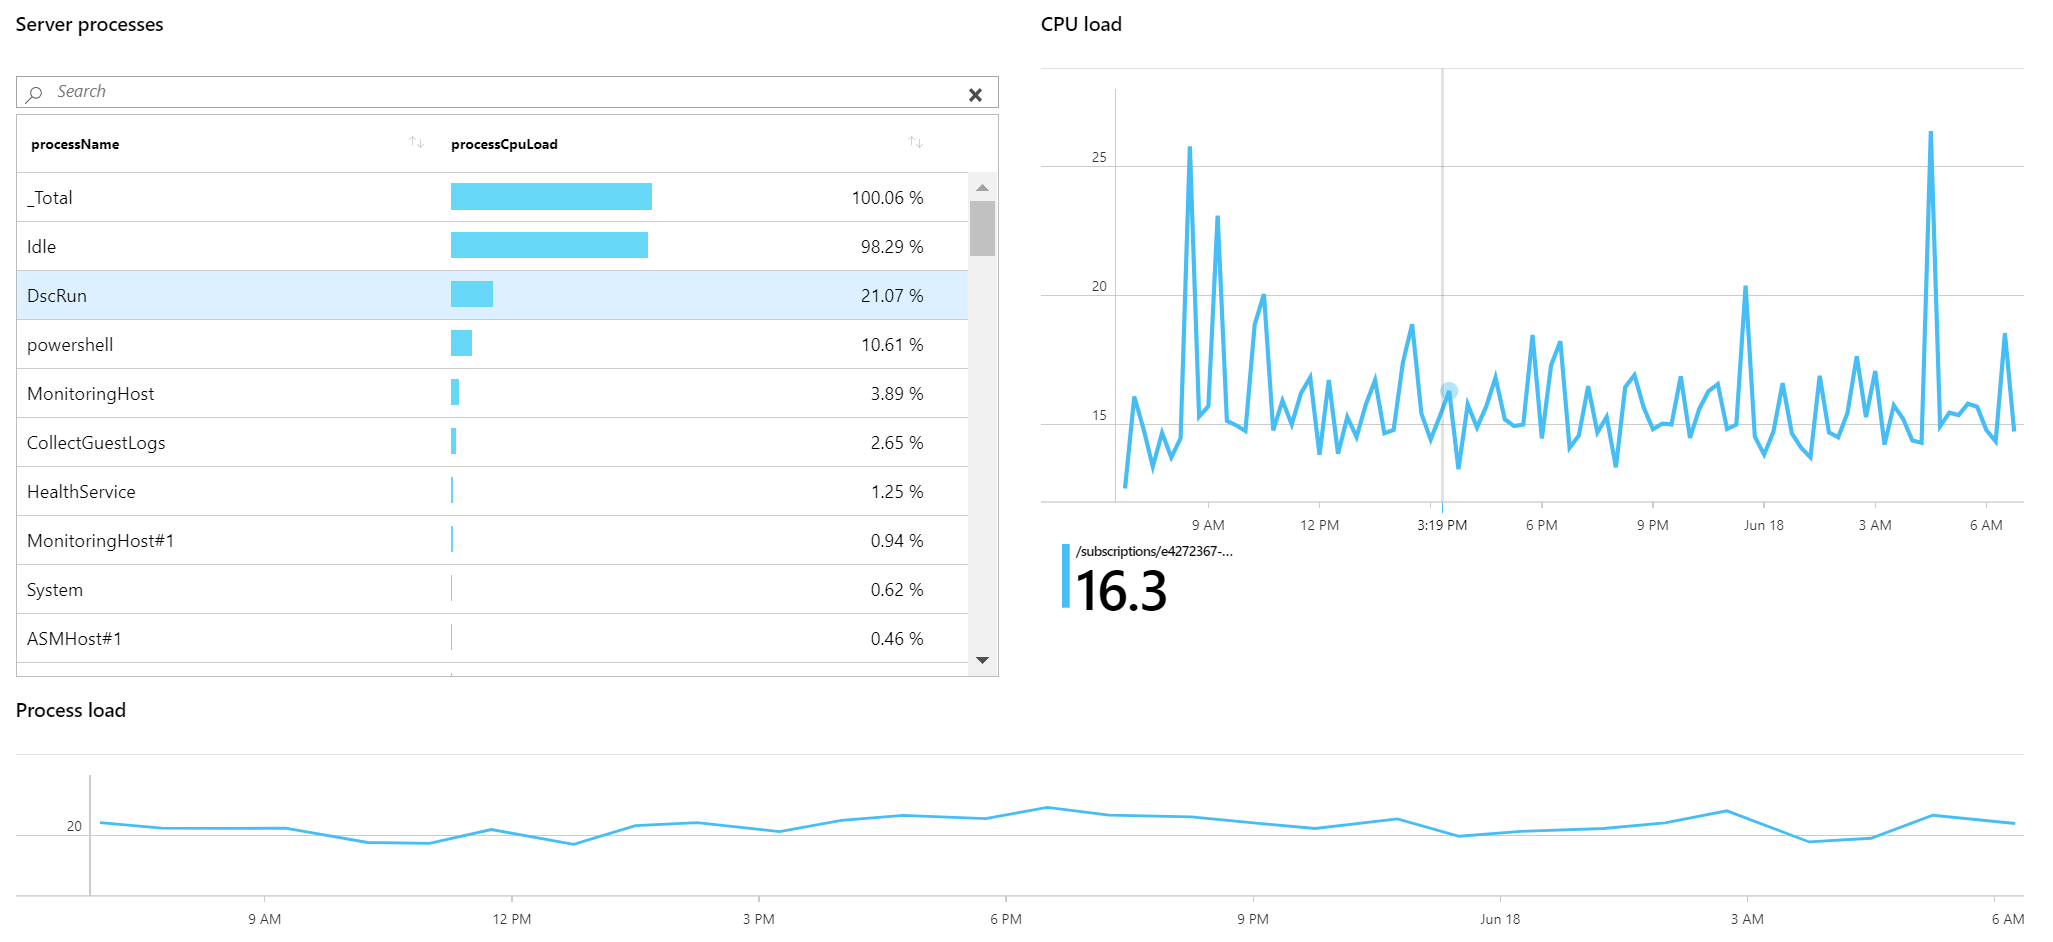 Server processes
Search
processName processCpuLoad
_Total 100.06 %
Idle 98.29 %
DscRun 21.07 %
powershell 10.61 %
MonitoringHost 3.89 %
CollectGuestLogs 2.65 %
HealthService 1.25 %
MonitoringHost#1 0.94 %
System 0.62 %
ASMHost#1 0.46 %
CPU load
25
20
15
9 AM 12 PM 3:19 PM 6 PM 9 PM Jun 18 3 AM 6 AM
/subscriptions/e4272367-...
16.3
Process load
20
9 AM 12 PM 3 PM 6 PM 9 PM Jun 18 3 AM 6 AM